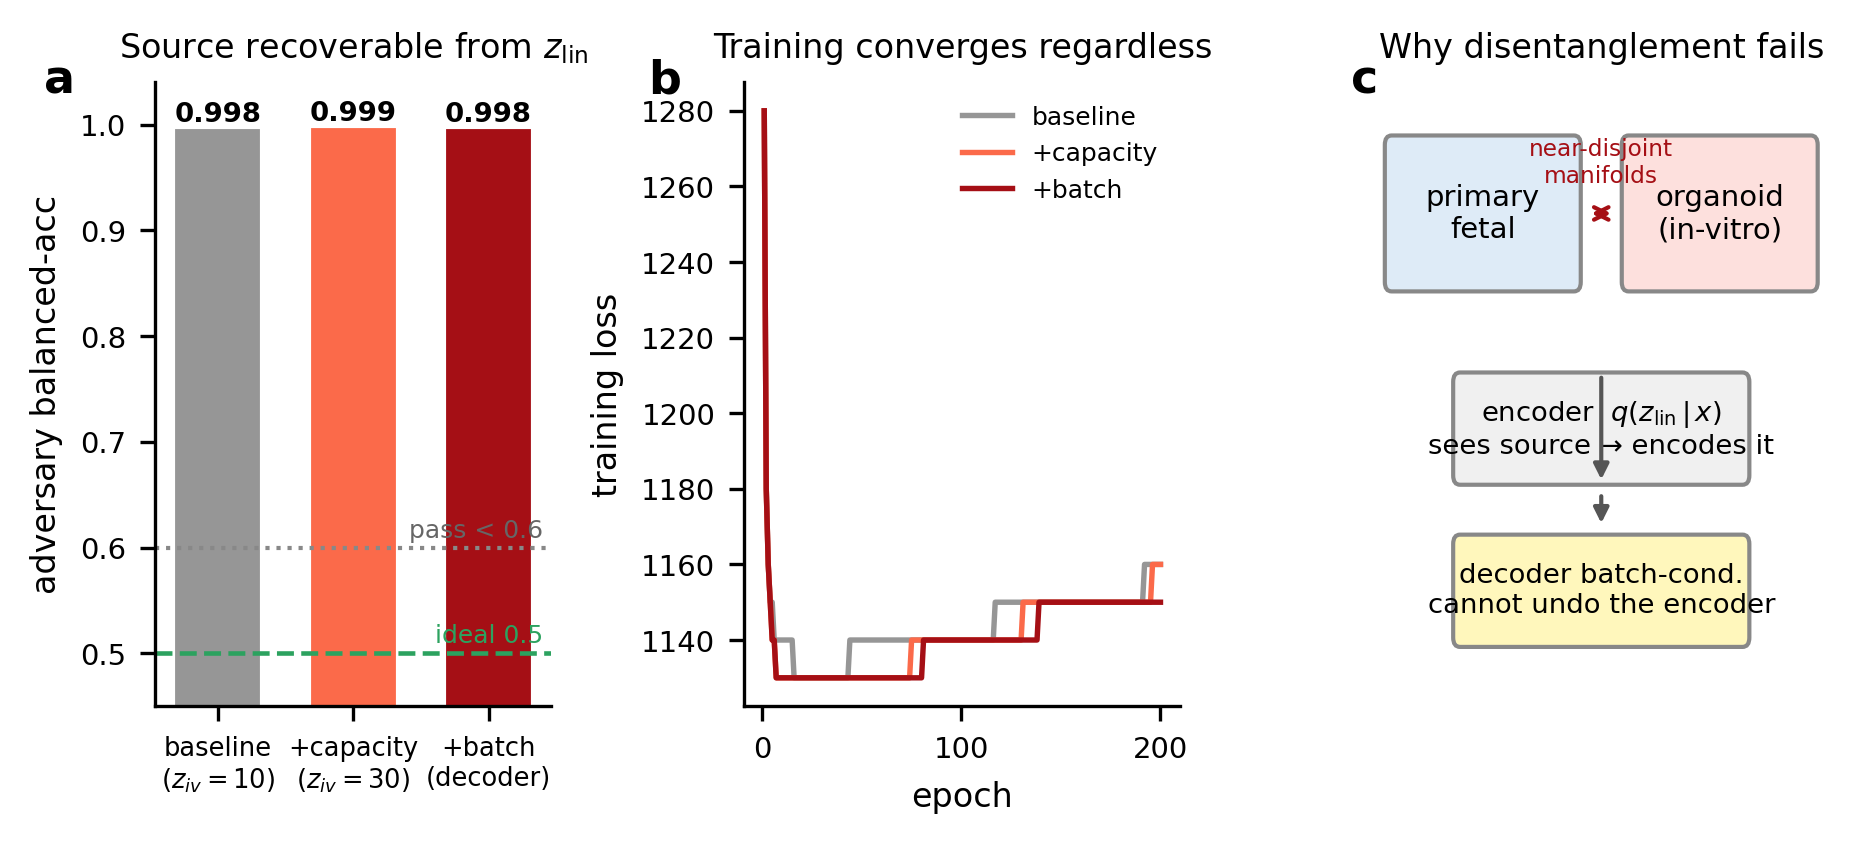 a
Source recoverable from z_lin
adversary balanced-acc
1.0
0.9
0.8
0.7
0.6
0.5
0.998
0.999
0.998
pass < 0.6
ideal 0.5
baseline
(z_iv = 10)
+capacity
(z_iv = 30)
+batch
(decoder)
b
Training converges regardless
training loss
1280
1260
1240
1220
1200
1180
1160
1140
baseline
+capacity
+batch
0
100
200
epoch
c
Why disentanglement fails
near-disjoint
manifolds
primary
fetal
organoid
(in-vitro)
encoder q(z_lin | x)
sees source → encodes it
decoder batch-cond.
cannot undo the encoder